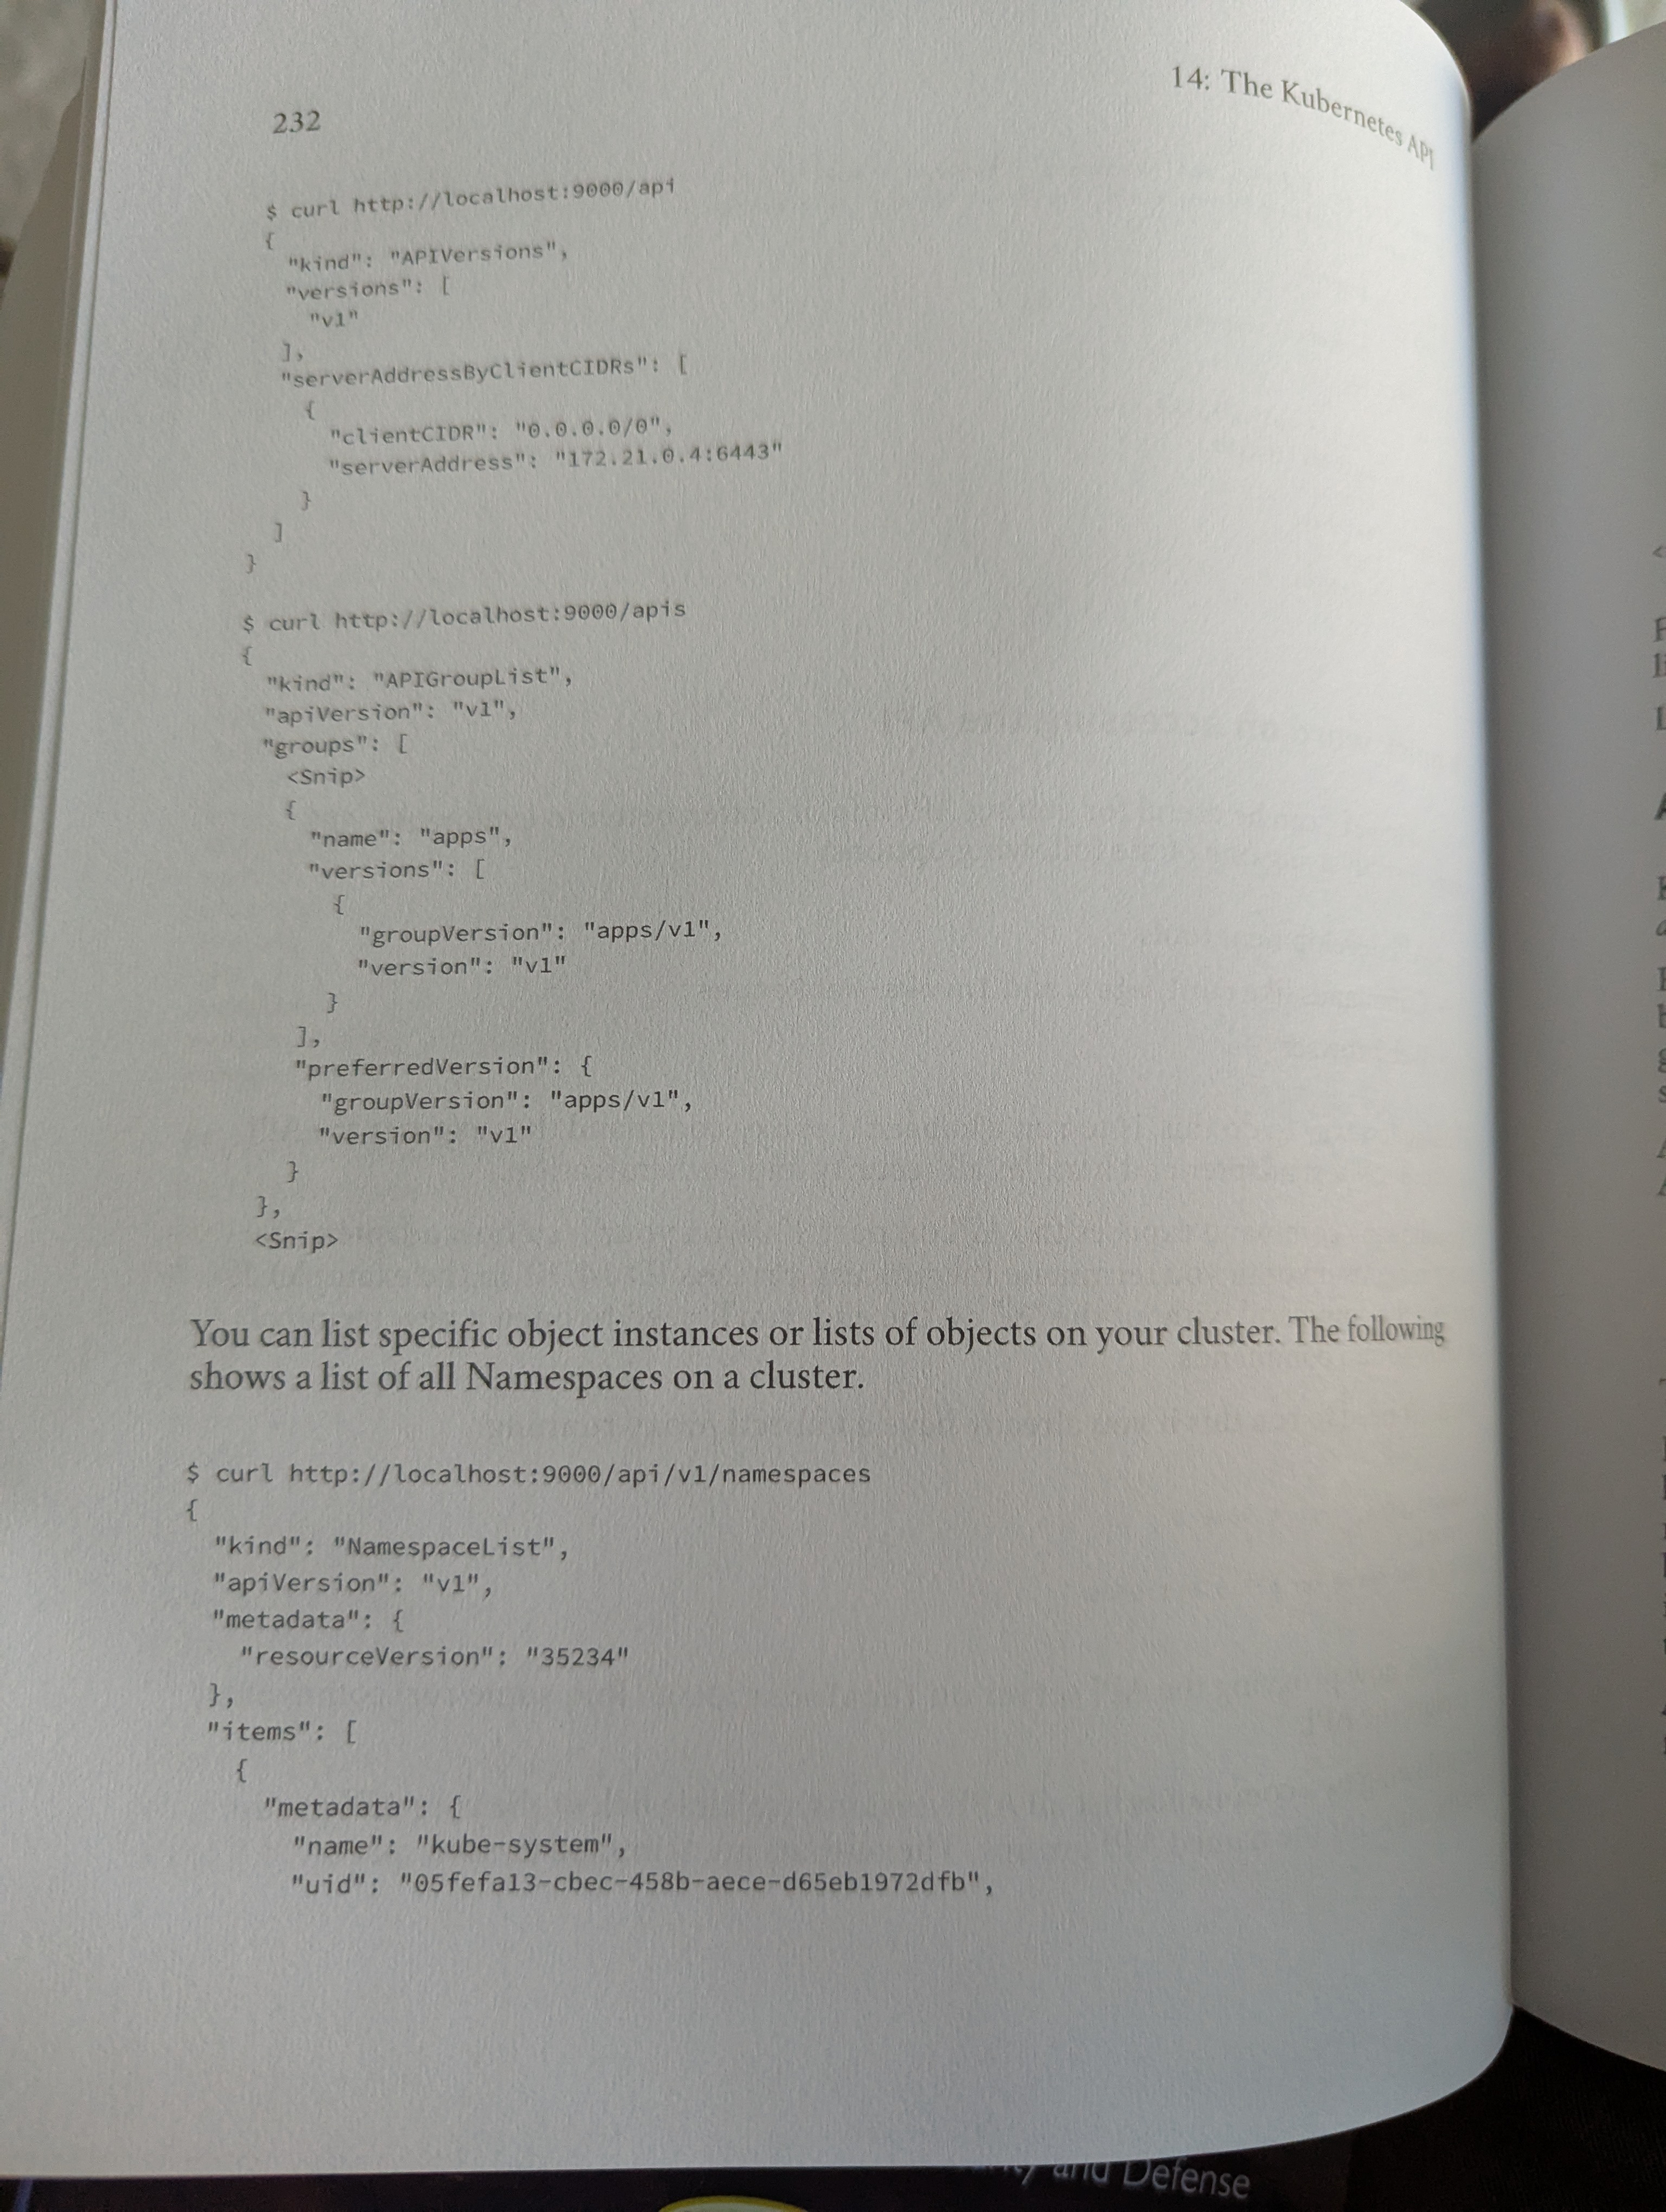 232
14: The Kubernetes API
$ curl http://localhost:9000/api
{
  "kind": "APIVersions",
  "versions": [
    "v1"
  ],
  "serverAddressByClientCIDRs": [
    {
      "clientCIDR": "0.0.0.0/0",
      "serverAddress": "172.21.0.4:6443"
    }
  ]
}
$ curl http://localhost:9000/apis
{
  "kind": "APIGroupList",
  "apiVersion": "v1",
  "groups": [
    <Snip>
    {
      "name": "apps",
      "versions": [
        {
          "groupVersion": "apps/v1",
          "version": "v1"
        }
      ],
      "preferredVersion": {
        "groupVersion": "apps/v1",
        "version": "v1"
      }
    },
    <Snip>
You can list specific object instances or lists of objects on your cluster. The following
shows a list of all Namespaces on a cluster.
$ curl http://localhost:9000/api/v1/namespaces
{
  "kind": "NamespaceList",
  "apiVersion": "v1",
  "metadata": {
    "resourceVersion": "35234"
  },
  "items": [
    {
      "metadata": {
        "name": "kube-system",
        "uid": "05fefa13-cbec-458b-aece-d65eb1972dfb",
and Defense